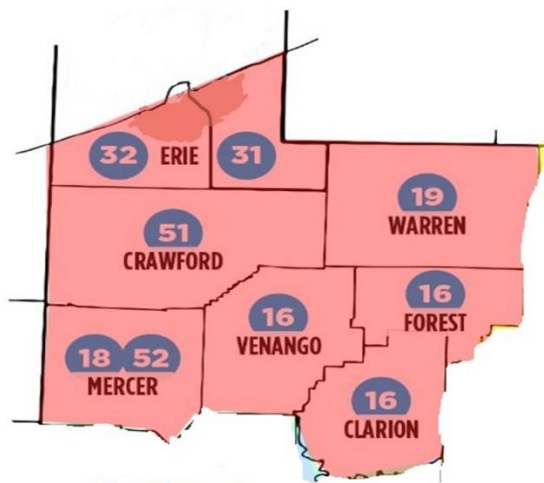 32 ERIE 31
19
WARREN
51
CRAWFORD
16
FOREST
16
VENANGO
18 52
MERCER
16
CLARION